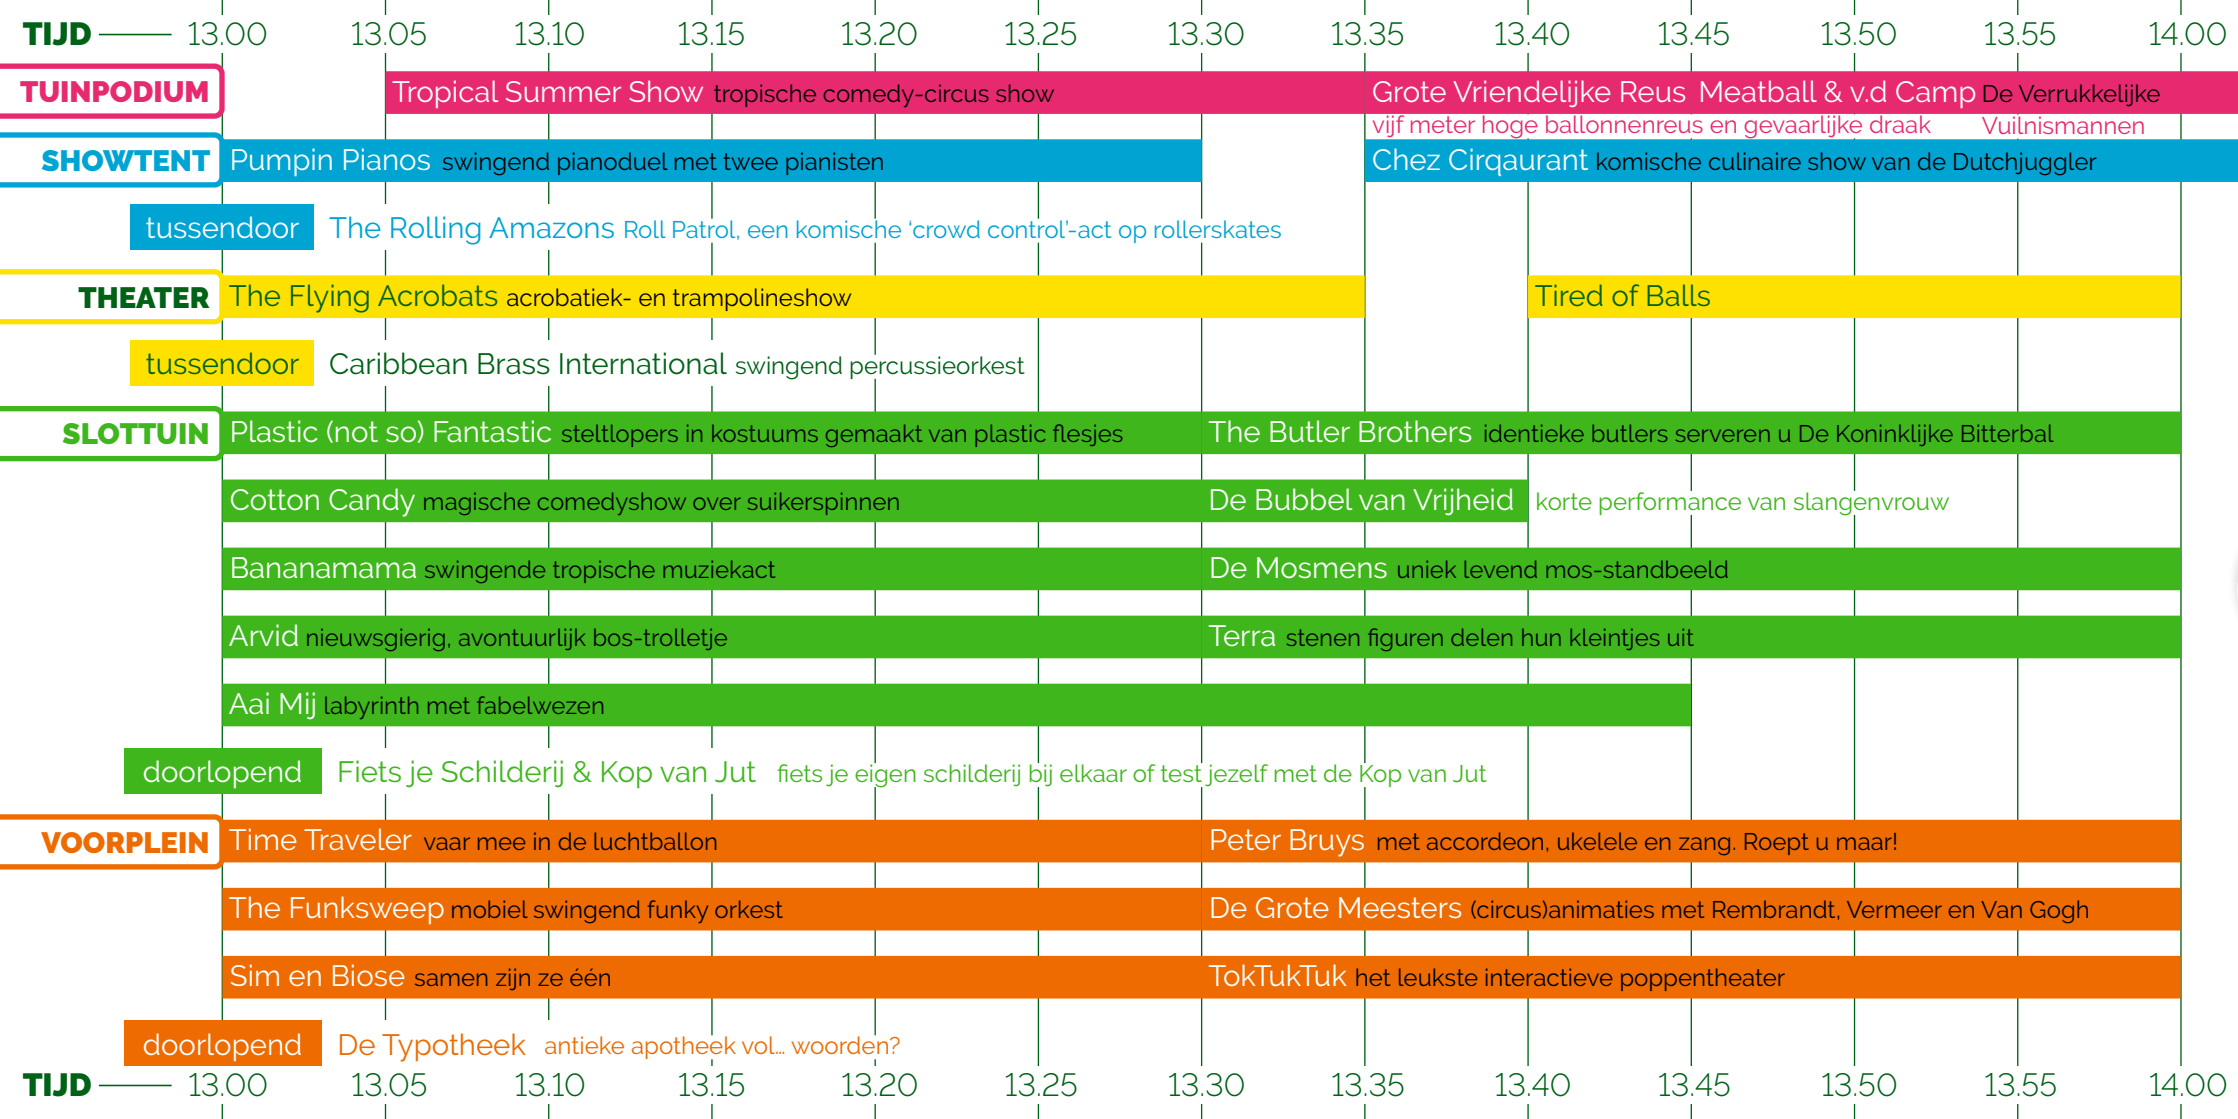 TIJD 13.00 13.05 13.10 13.15 13.20 13.25 13.30 13.35 13.40 13.45 13.50 13.55 14.00
TUINPODIUM Tropical Summer Show tropische comedy-circus show Grote Vriendelijke Reus Meatball & v.d Camp De Verrukkelijke
vijf meter hoge ballonnenreus en gevaarlijke draak Vuilnismannen
SHOWTENT Pumpin Pianos swingend pianoduel met twee pianisten Chez Cirqaurant komische culinaire show van de Dutchjuggler
tussendoor The Rolling Amazons Roll Patrol, een komische ‘crowd control’-act op rollerskates
THEATER The Flying Acrobats acrobatiek- en trampolineshow Tired of Balls
tussendoor Caribbean Brass International swingend percussieorkest
SLOTTUIN Plastic (not so) Fantastic steltlopers in kostuums gemaakt van plastic flesjes The Butler Brothers identieke butlers serveren u De Koninklijke Bitterbal
Cotton Candy magische comedyshow over suikerspinnen De Bubbel van Vrijheid korte performance van slangenvrouw
Bananamama swingende tropische muziekact De Mosmens uniek levend mos-standbeeld
Arvid nieuwsgierig, avontuurlijk bos-trolletje Terra stenen figuren delen hun kleintjes uit
Aai Mij labyrinth met fabelwezen
doorlopend Fiets je Schilderij & Kop van Jut fiets je eigen schilderij bij elkaar of test jezelf met de Kop van Jut
VOORPLEIN Time Traveler vaar mee in de luchtballon Peter Bruys met accordeon, ukelele en zang. Roept u maar!
The Funksweep mobiel swingend funky orkest De Grote Meesters (circus)animaties met Rembrandt, Vermeer en Van Gogh
Sim en Biose samen zijn ze één TokTukTuk het leukste interactieve poppentheater
doorlopend De Typotheek antieke apotheek vol... woorden?
TIJD 13.00 13.05 13.10 13.15 13.20 13.25 13.30 13.35 13.40 13.45 13.50 13.55 14.00